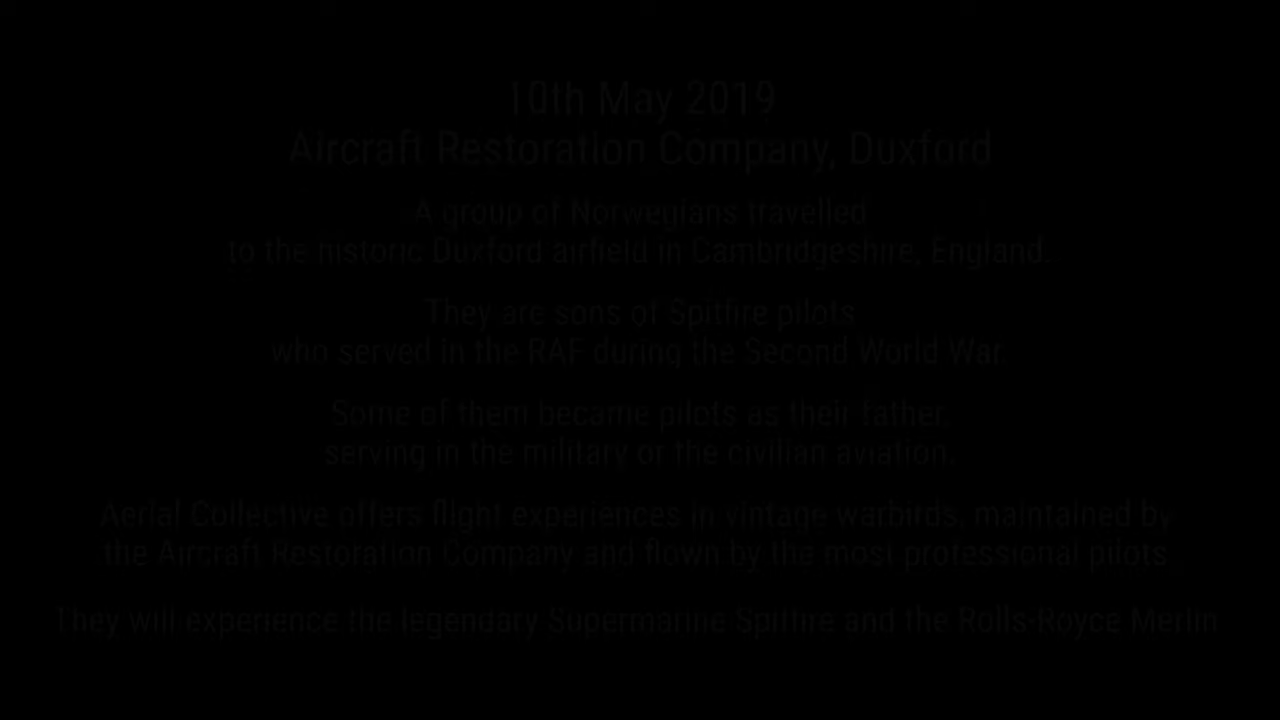 10th May 2019
Aircraft Restoration Company, Duxford
A group of Norwegians travelled
to the historic Duxford airfield in Cambridgeshire, England.
They are sons of Spitfire pilots
who served in the RAF during the Second World War.
Some of them became pilots as their father,
serving in the military or the civilian aviation.
Aerial Collective offers flight experiences in vintage warbirds, maintained by
the Aircraft Restoration Company and flown by the most professional pilots.
They will experience the legendary Supermarine Spitfire and the Rolls-Royce Merlin